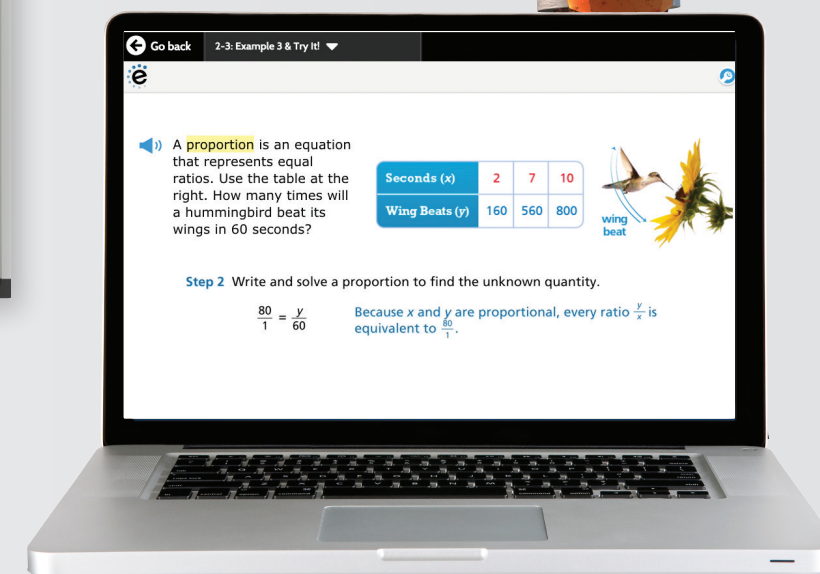 Go back
2-3: Example 3 & Try It!
ë
A proportion is an equation
that represents equal
ratios. Use the table at the
right. How many times will
a hummingbird beat its
wings in 60 seconds?
Seconds (x) 2 7 10
Wing Beats (y) 160 560 800
wing
beat
Step 2 Write and solve a proportion to find the unknown quantity.
80/1 = y/60
Because x and y are proportional, every ratio y/x is
equivalent to 80/1.